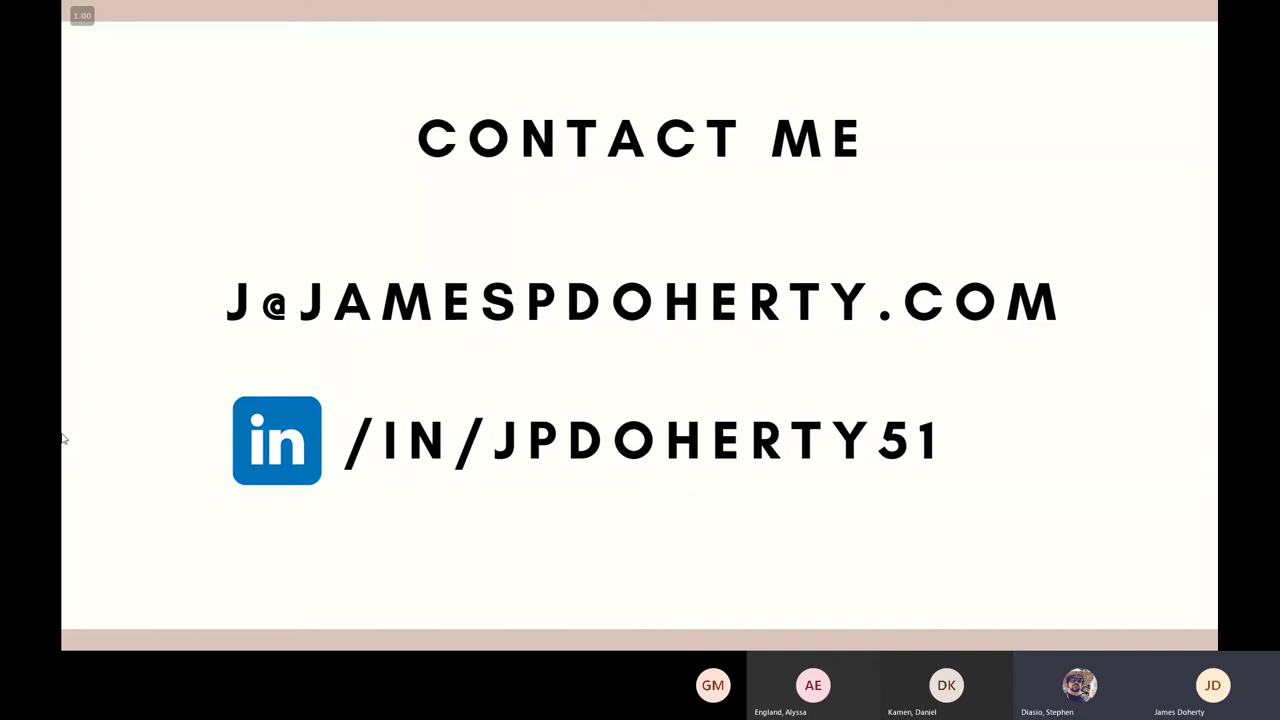 1.00
CONTACT ME
J@JAMESPDOHERTY.COM
in /IN/JPDOHERTY51
GM
AE
DK
JD
England, Alyssa
Kamen, Daniel
Diasio, Stephen
James Doherty